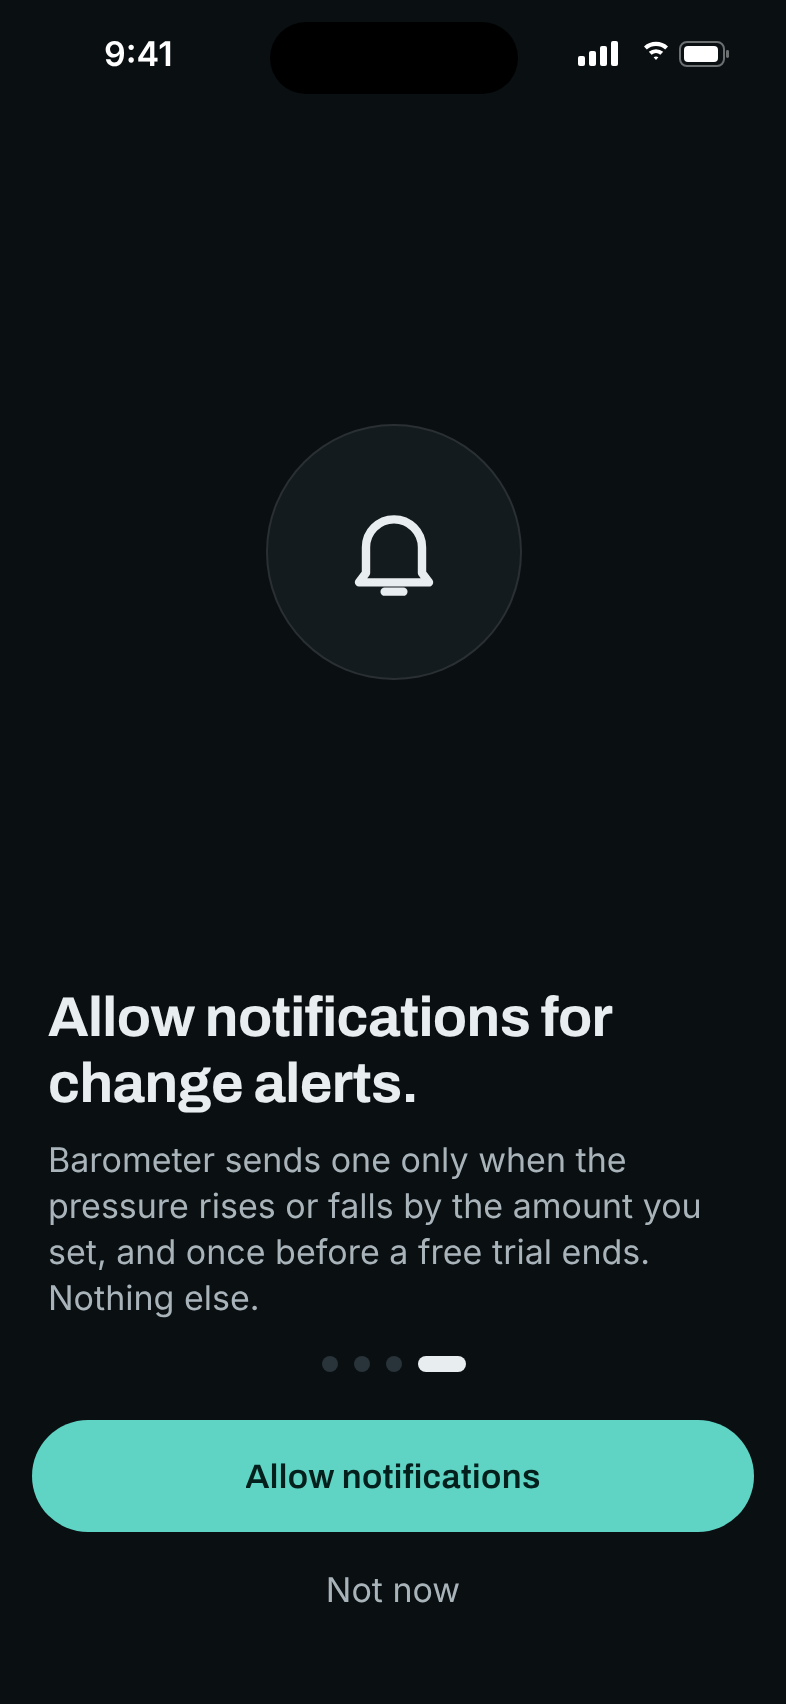 9:41
Allow notifications for
change alerts.
Barometer sends one only when the
pressure rises or falls by the amount you
set, and once before a free trial ends.
Nothing else.
Allow notifications
Not now